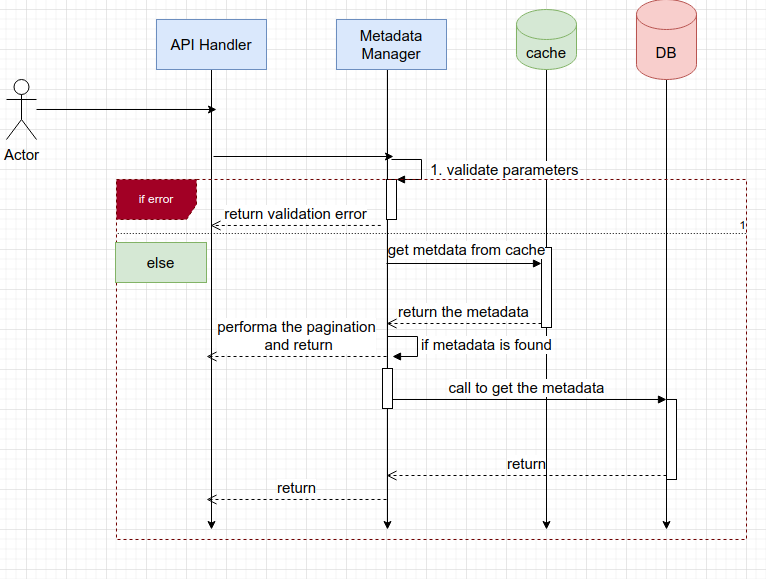 API Handler
Metadata
Manager
cache
DB
Actor
1. validate parameters
if error
return validation error
1
get metdata from cache
else
return the metadata
performa the pagination
and return
if metadata is found
call to get the metadata
return
return